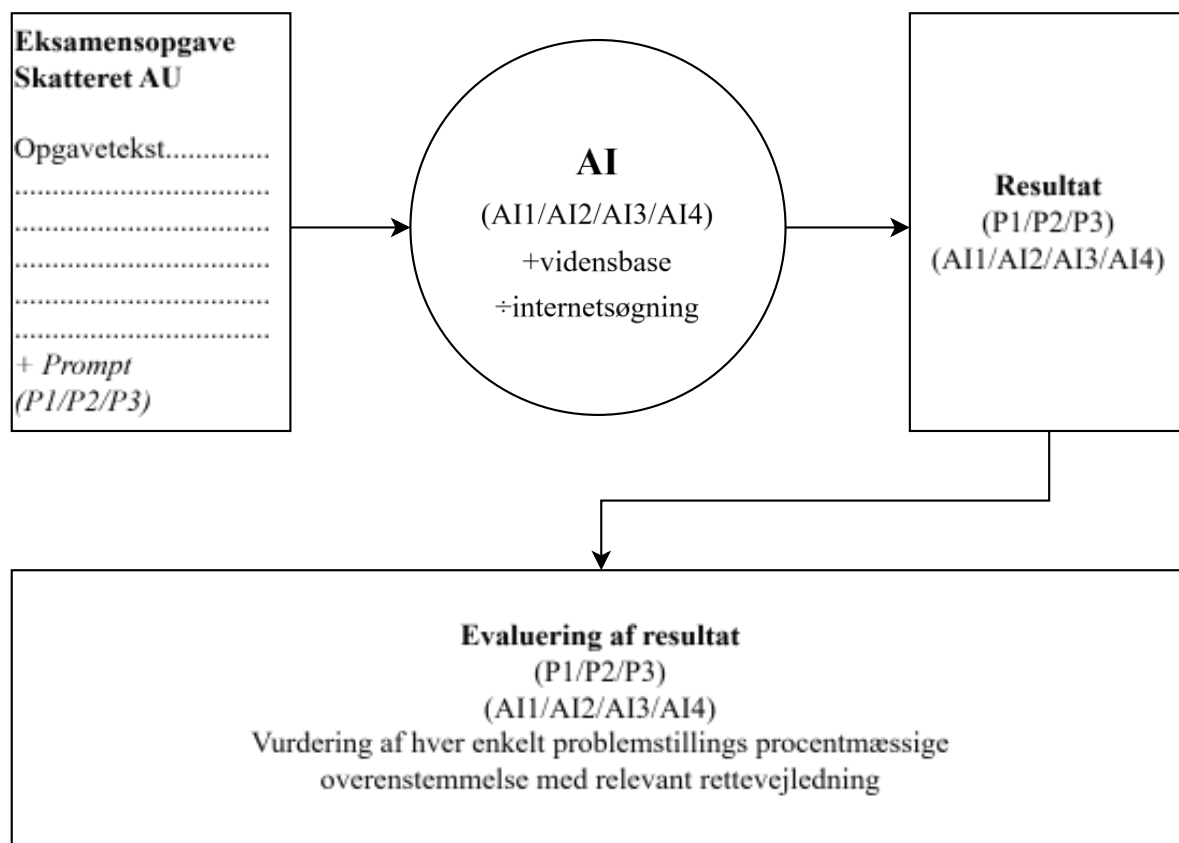 Eksamensopgave
Skatteret AU
Opgavetekst..............
..................................
..................................
..................................
..................................
..................................
+ Prompt
(P1/P2/P3)
AI
(AI1/AI2/AI3/AI4)
+vidensbase
÷internetsøgning
Resultat
(P1/P2/P3)
(AI1/AI2/AI3/AI4)
Evaluering af resultat
(P1/P2/P3)
(AI1/AI2/AI3/AI4)
Vurdering af hver enkelt problemstillings procentmæssige
overenstemmelse med relevant rettevejledning